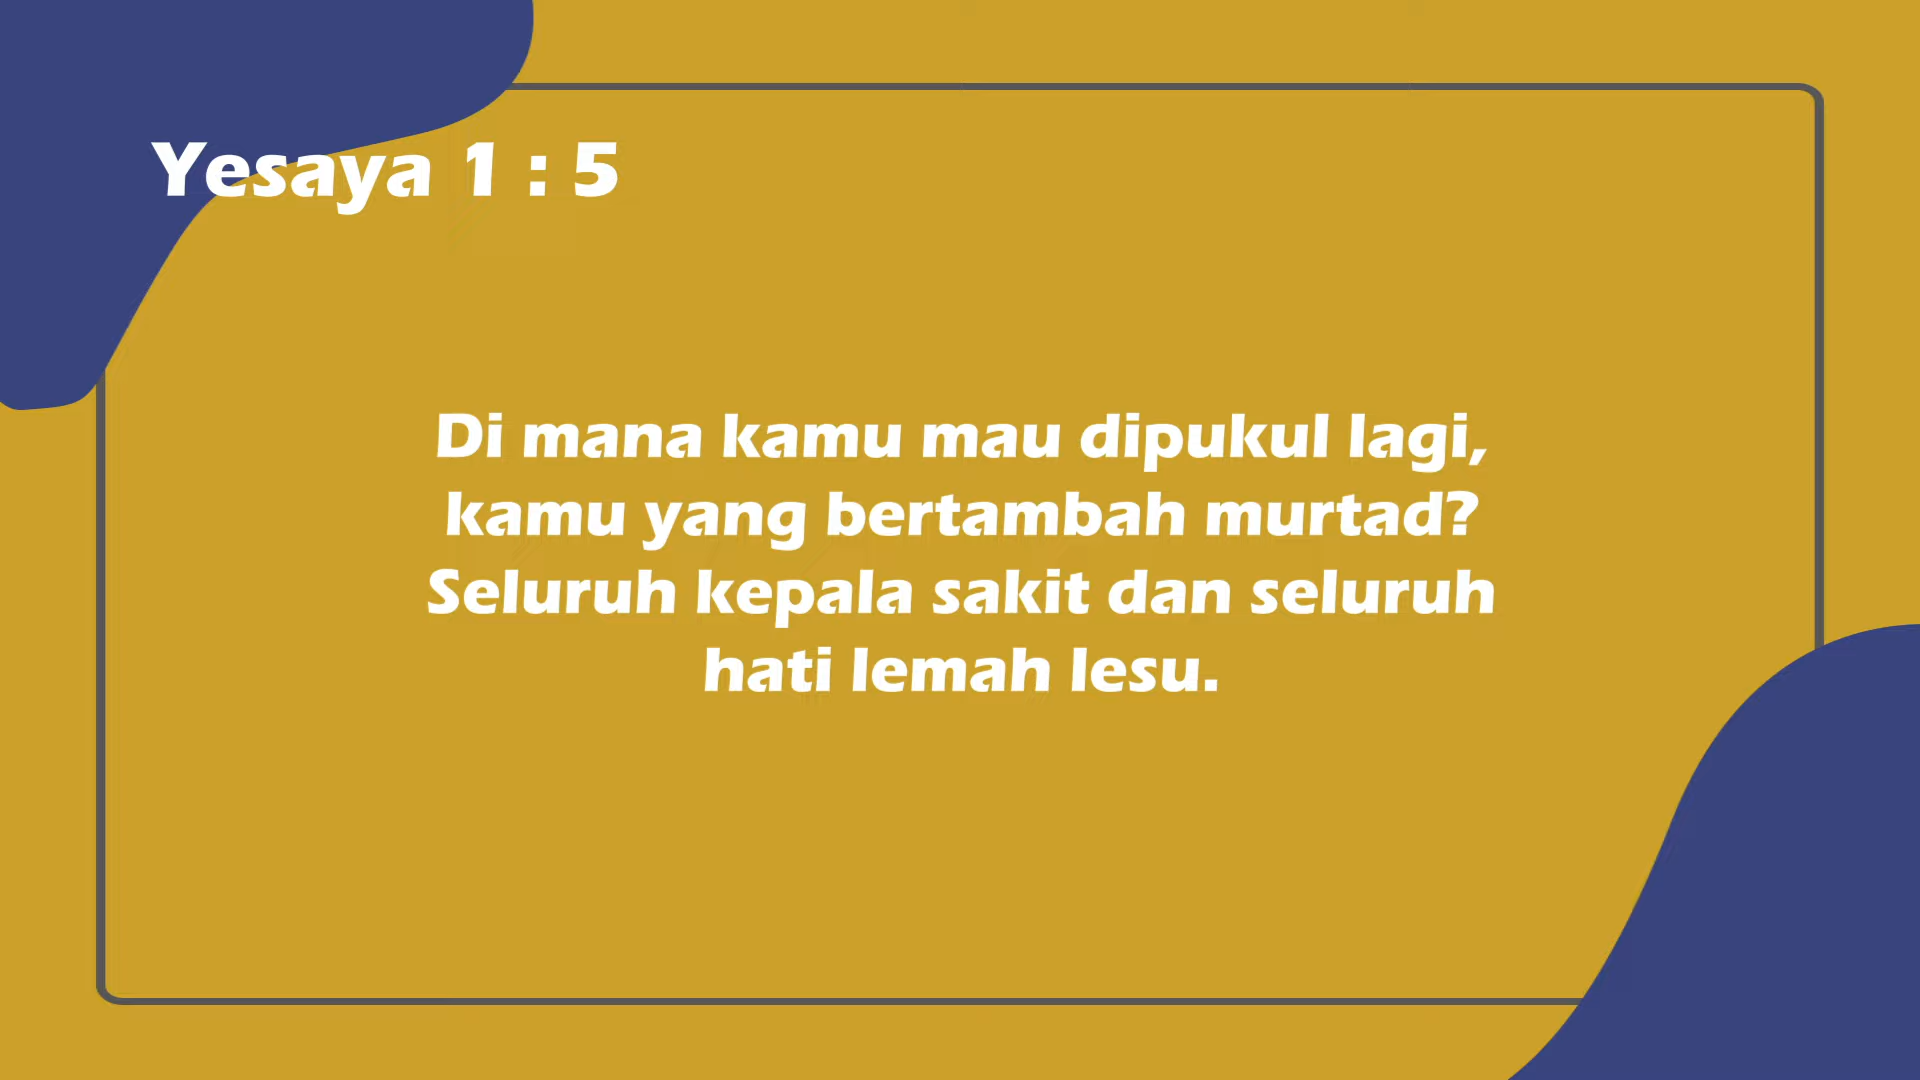 Yesaya 1 : 5
Di mana kamu mau dipukul lagi,
kamu yang bertambah murtad?
Seluruh kepala sakit dan seluruh
hati lemah lesu.